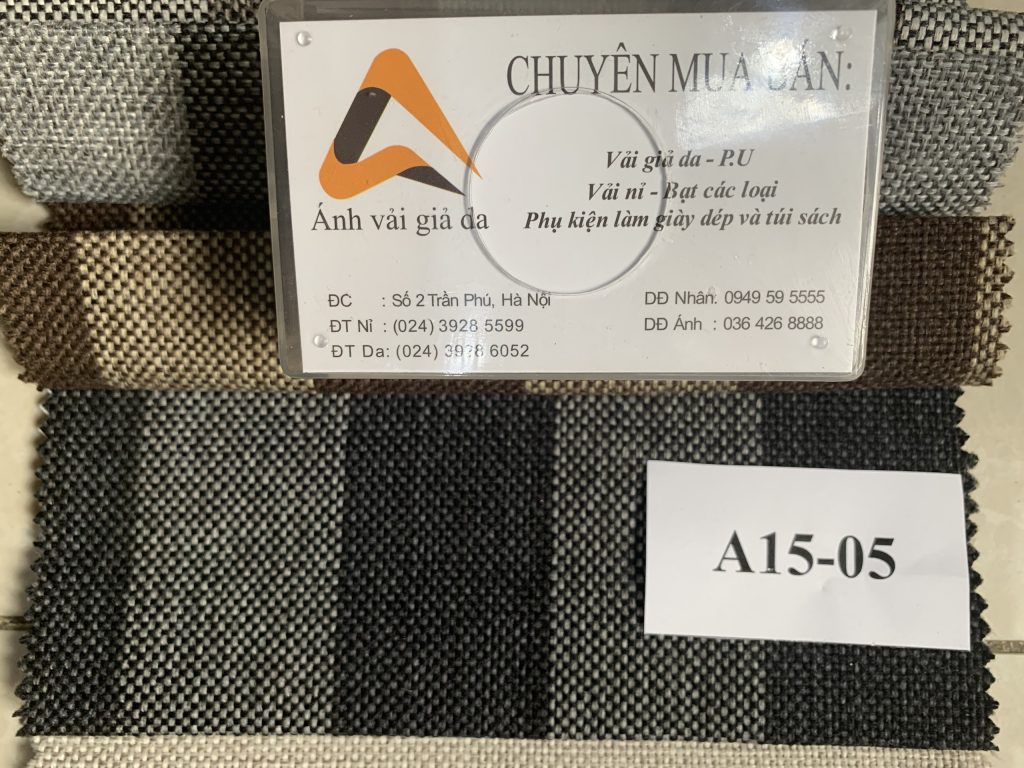 CHUYÊN MUA BÁN:
Vải giả da - P.U
Vải nỉ - Bạt các loại
Phụ kiện làm giày dép và túi sách
Ánh vải giả da
ĐC : Số 2 Trần Phú, Hà Nội
ĐT Nỉ : (024) 3928 5599
ĐT Da: (024) 3928 6052
DĐ Nhân: 0949 59 5555
DĐ Ánh : 036 426 8888
A15-05